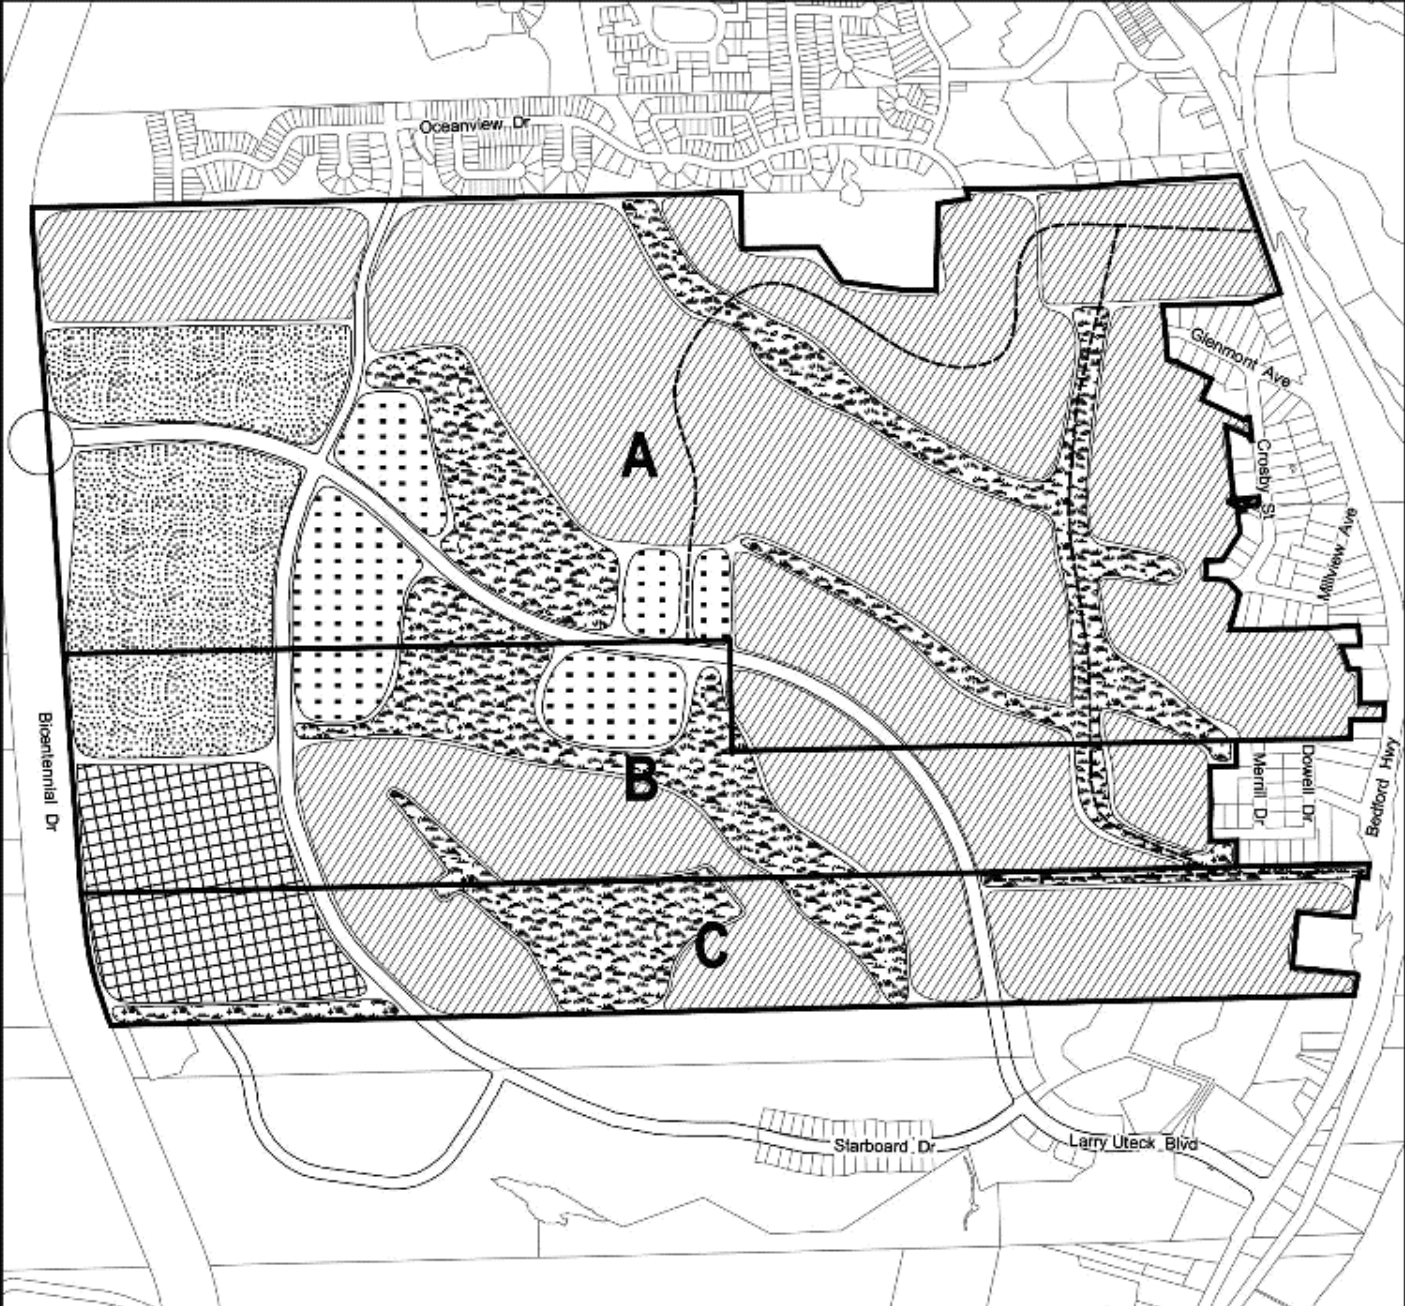 Oceanview Dr
Glenmont Ave
Crosby St
A
Millview Ave
Bicentennial Dr
B
Merrill Dr
Dowell Dr
Bedford Hwy
C
Starboard Dr
Larry Uteck Blvd